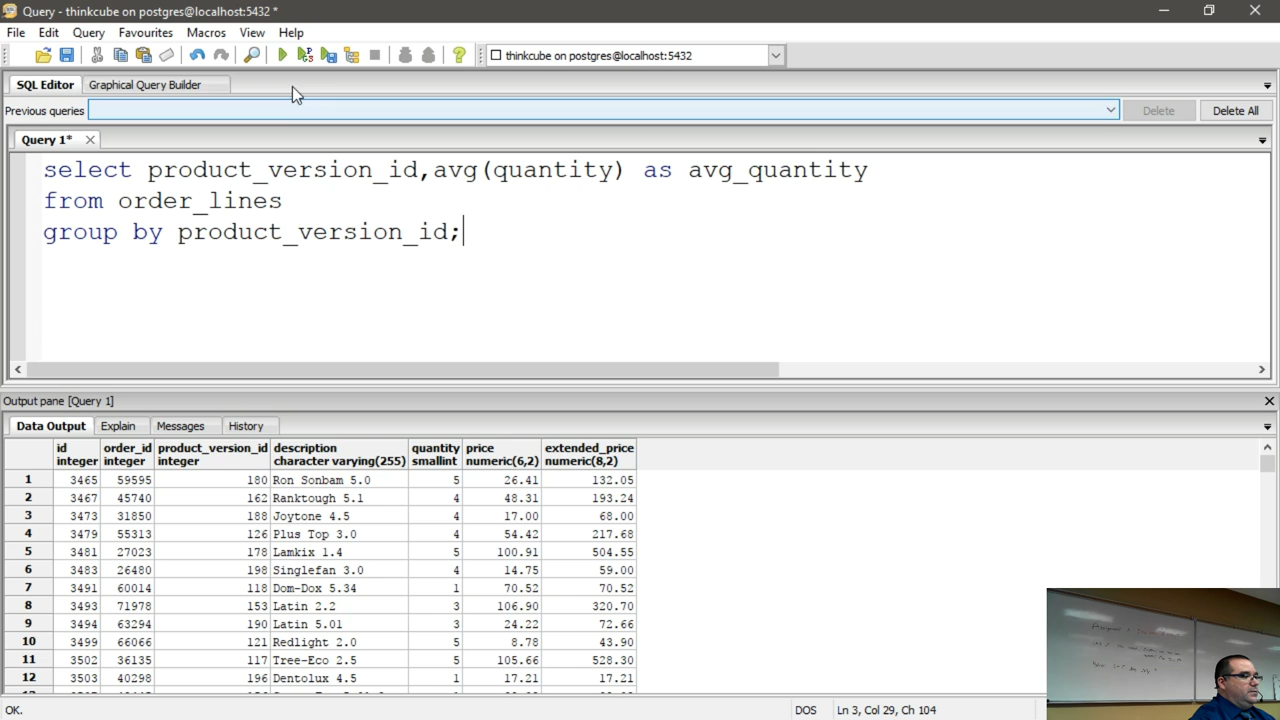 Query - thinkcube on postgres@localhost:5432 *
File Edit Query Favourites Macros View Help
thinkcube on postgres@localhost:5432
SQL Editor Graphical Query Builder
Previous queries Delete Delete All
Query 1*
select product_version_id,avg(quantity) as avg_quantity
from order_lines
group by product_version_id;
Output pane [Query 1]
Data Output Explain Messages History
id order_id product_version_id description quantity price extended_price
integer integer integer character varying(255) smallint numeric(6,2) numeric(8,2)
1 3465 59595 180 Ron Sonbam 5.0 5 26.41 132.05
2 3467 45740 162 Ranktough 5.1 4 48.31 193.24
3 3473 31850 188 Joytone 4.5 4 17.00 68.00
4 3479 55313 126 Plus Top 3.0 4 54.42 217.68
5 3481 27023 178 Lamkix 1.4 5 100.91 504.55
6 3483 26480 198 Singlefan 3.0 4 14.75 59.00
7 3491 60014 118 Dom-Dox 5.34 1 70.52 70.52
8 3493 71978 153 Latin 2.2 3 106.90 320.70
9 3494 63294 190 Latin 5.01 3 24.22 72.66
10 3499 66066 121 Redlight 2.0 5 8.78 43.90
11 3502 36135 117 Tree-Eco 2.5 5 105.66 528.30
12 3503 40298 196 Dentolux 4.5 1 17.21 17.21
OK. DOS Ln 3, Col 29, Ch 104